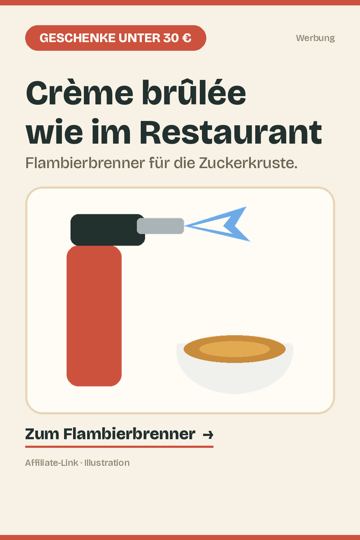 GESCHENKE UNTER 30 €
Werbung
Crème brûlée
wie im Restaurant
Flambierbrenner für die Zuckerkruste.
Zum Flambierbrenner →
Affiliate-Link · Illustration